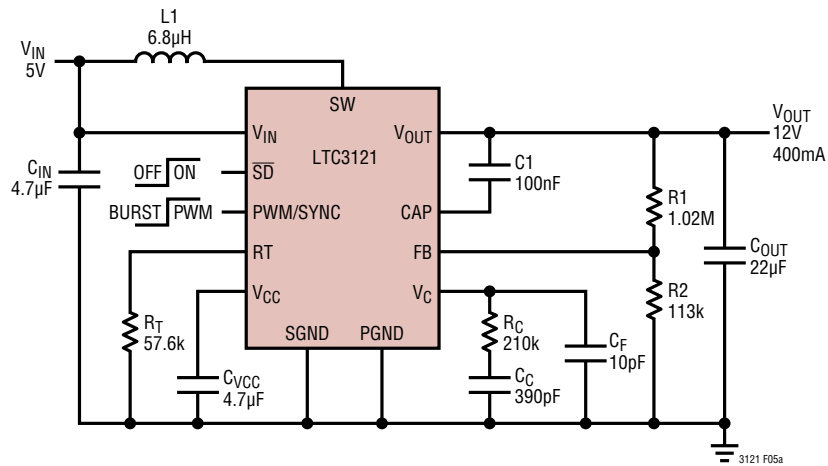 L1
6.8µH
VIN
5V
SW
VIN
VOUT
LTC3121
VOUT
12V
400mA
CIN
4.7µF
OFF ON
SD
C1
100nF
BURST PWM
PWM/SYNC
CAP
R1
1.02M
RT
FB
COUT
22µF
VCC
VC
R2
113k
RT
57.6k
SGND
PGND
RC
210k
CF
10pF
CVCC
4.7µF
CC
390pF
3121 F05a